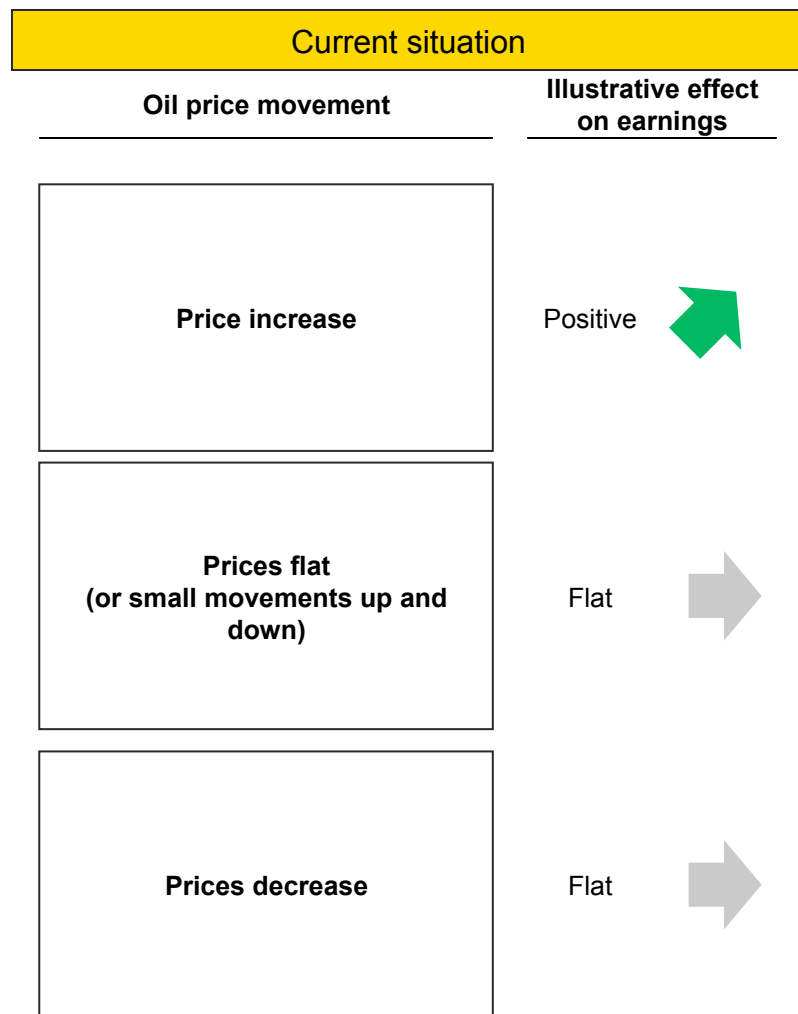 Current situation
Oil price movement
Illustrative effect
on earnings
Price increase
Positive
Prices flat
(or small movements up and
down)
Flat
Prices decrease
Flat